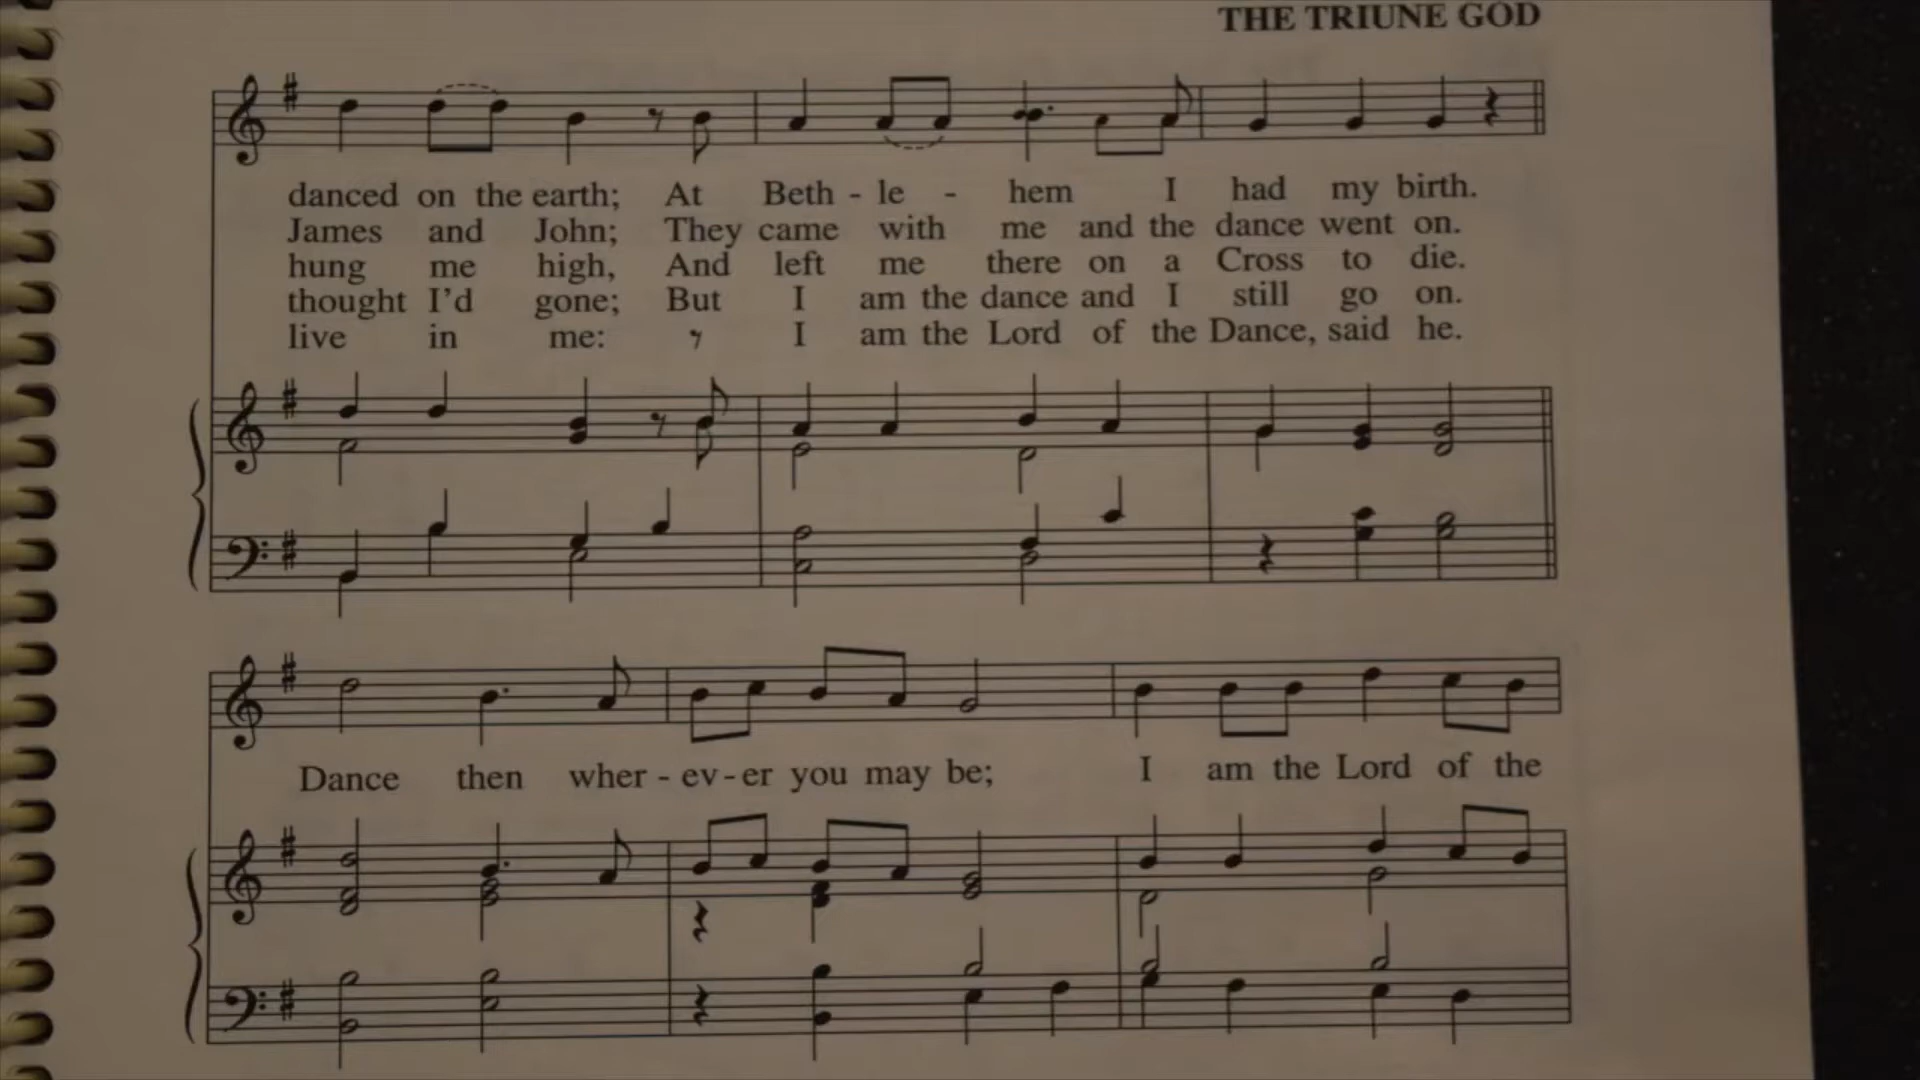 THE TRIUNE GOD
danced on the earth; At Beth - le - hem I had my birth.
James and John; They came with me and the dance went on.
hung me high, And left me there on a Cross to die.
thought I'd gone; But I am the dance and I still go on.
live in me: I am the Lord of the Dance, said he.
Dance then wher - ev - er you may be; I am the Lord of the